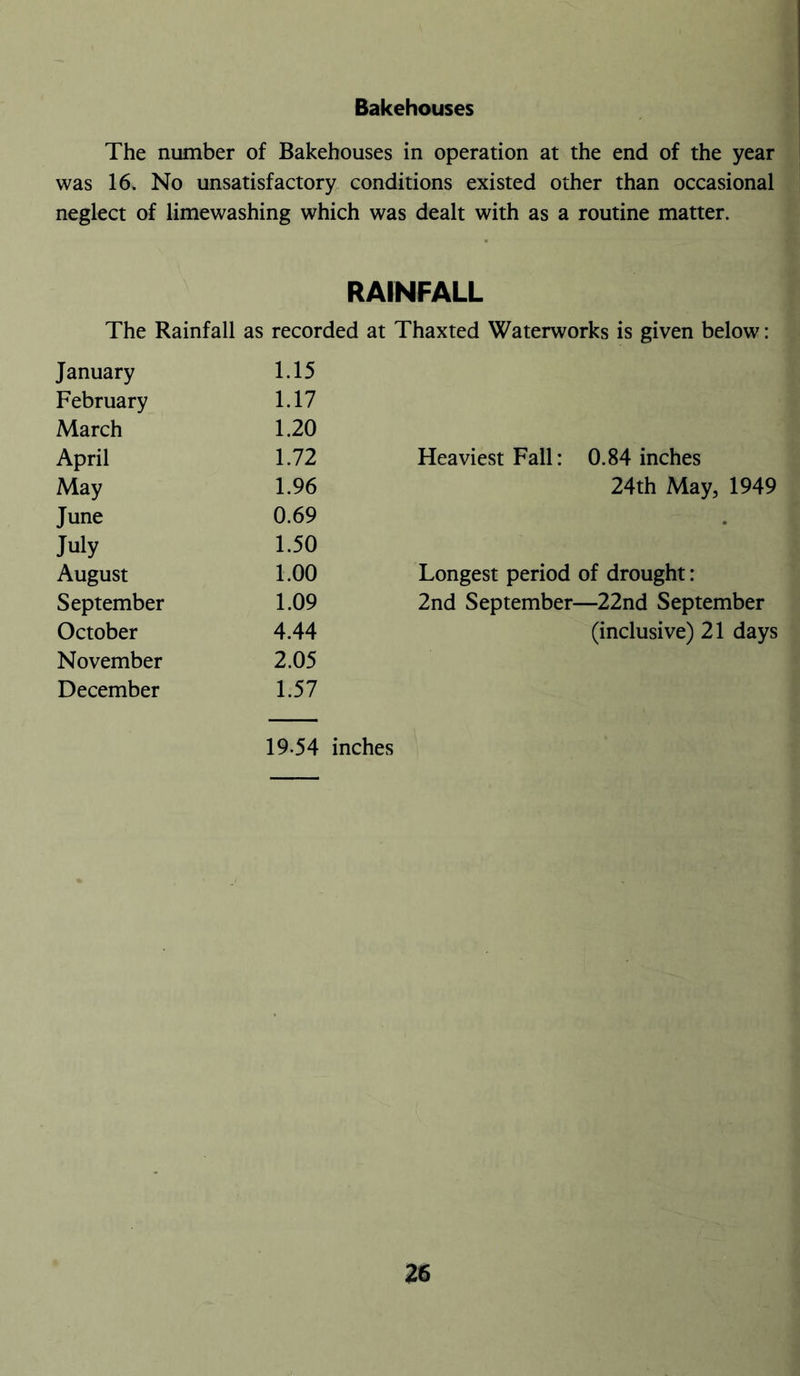 Bakehouses
The number of Bakehouses in operation at the end of the year
was 16. No unsatisfactory conditions existed other than occasional
neglect of limewashing which was dealt with as a routine matter.
RAINFALL
The Rainfall as recorded at Thaxted Waterworks is given below:
January 1.15
February 1.17
March 1.20
April 1.72 Heaviest Fall: 0.84 inches
May 1.96 24th May, 1949
June 0.69
July 1.50
August 1.00 Longest period of drought:
September 1.09 2nd September—22nd September
October 4.44 (inclusive) 21 days
November 2.05
December 1.57
19·54 inches
26